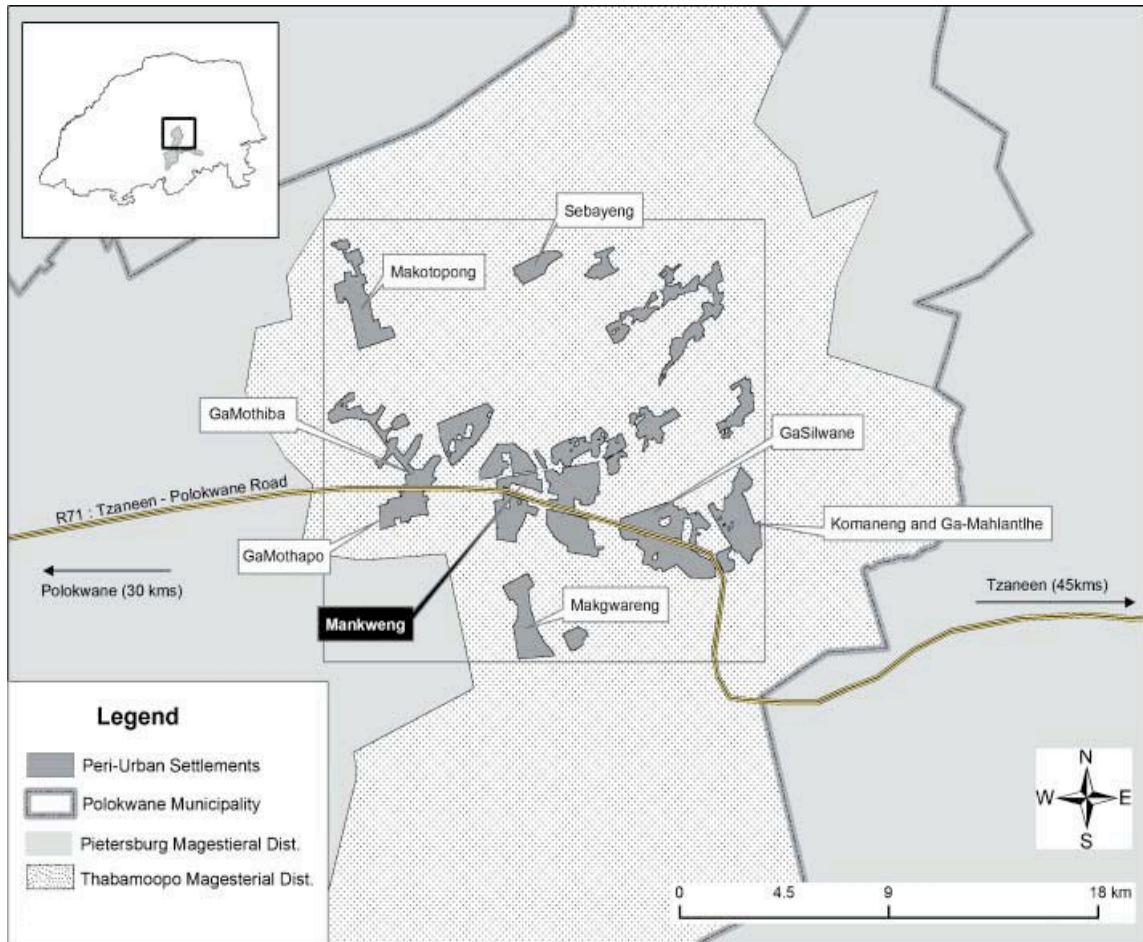 Sebayeng
Makotopong
GaMothiba
GaSilwane
R71 : Tzaneen - Polokwane Road
Komaneng and Ga-Mahlantlhe
GaMothapo
Polokwane (30 kms)
Tzaneen (45kms)
Makgwareng
Mankweng
Legend
Peri-Urban Settlements
Polokwane Municipality
Pietersburg Magestieral Dist.
Thabamoopo Magesterial Dist.
N
W
E
S
0 4.5 9 18 km